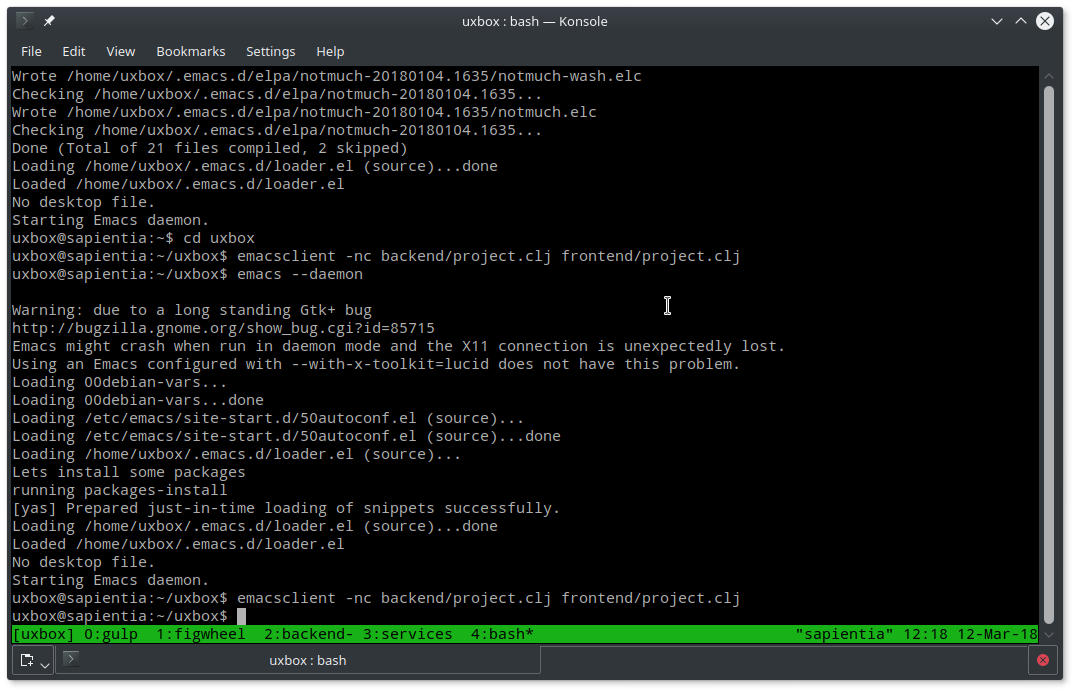 uxbox : bash — Konsole
File Edit View Bookmarks Settings Help
Wrote /home/uxbox/.emacs.d/elpa/notmuch-20180104.1635/notmuch-wash.elc
Checking /home/uxbox/.emacs.d/elpa/notmuch-20180104.1635...
Wrote /home/uxbox/.emacs.d/elpa/notmuch-20180104.1635/notmuch.elc
Checking /home/uxbox/.emacs.d/elpa/notmuch-20180104.1635...
Done (Total of 21 files compiled, 2 skipped)
Loading /home/uxbox/.emacs.d/loader.el (source)...done
Loaded /home/uxbox/.emacs.d/loader.el
No desktop file.
Starting Emacs daemon.
uxbox@sapientia:~$ cd uxbox
uxbox@sapientia:~/uxbox$ emacsclient -nc backend/project.clj frontend/project.clj
uxbox@sapientia:~/uxbox$ emacs --daemon
Warning: due to a long standing Gtk+ bug
http://bugzilla.gnome.org/show_bug.cgi?id=85715
Emacs might crash when run in daemon mode and the X11 connection is unexpectedly lost.
Using an Emacs configured with --with-x-toolkit=lucid does not have this problem.
Loading 00debian-vars...
Loading 00debian-vars...done
Loading /etc/emacs/site-start.d/50autoconf.el (source)...
Loading /etc/emacs/site-start.d/50autoconf.el (source)...done
Loading /home/uxbox/.emacs.d/loader.el (source)...
Lets install some packages
running packages-install
[yas] Prepared just-in-time loading of snippets successfully.
Loading /home/uxbox/.emacs.d/loader.el (source)...done
Loaded /home/uxbox/.emacs.d/loader.el
No desktop file.
Starting Emacs daemon.
uxbox@sapientia:~/uxbox$ emacsclient -nc backend/project.clj frontend/project.clj
uxbox@sapientia:~/uxbox$
[uxbox] 0:gulp 1:figwheel 2:backend- 3:services 4:bash* "sapientia" 12:18 12-Mar-18
uxbox : bash